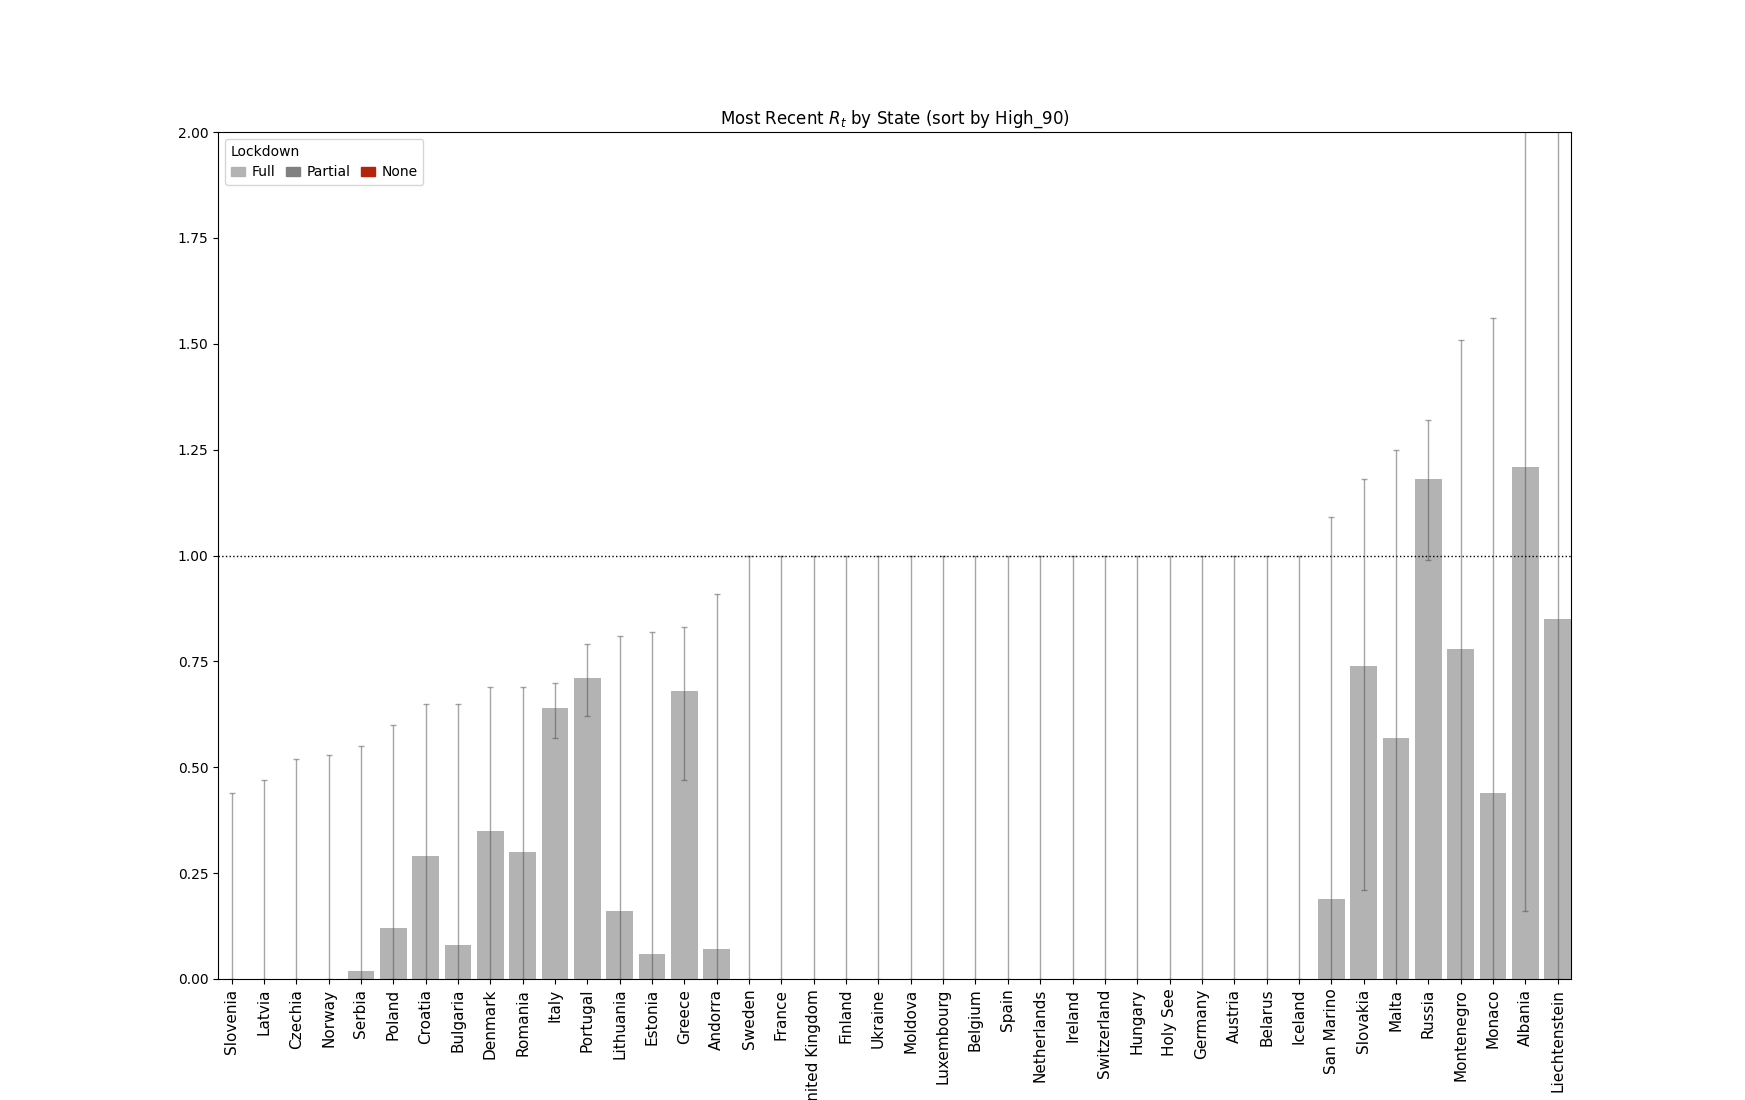 Most Recent Rt by State (sort by High_90)
2.00
Lockdown
Full Partial None
1.75
1.50
1.25
1.00
0.75
0.50
0.25
0.00
Slovenia
Latvia
Czechia
Norway
Serbia
Poland
Croatia
Bulgaria
Denmark
Romania
Italy
Portugal
Lithuania
Estonia
Greece
Andorra
Sweden
France
nited Kingdom
Finland
Ukraine
Moldova
Luxembourg
Belgium
Spain
Netherlands
Ireland
Switzerland
Hungary
Holy See
Germany
Austria
Belarus
Iceland
San Marino
Slovakia
Malta
Russia
Montenegro
Monaco
Albania
Liechtenstein